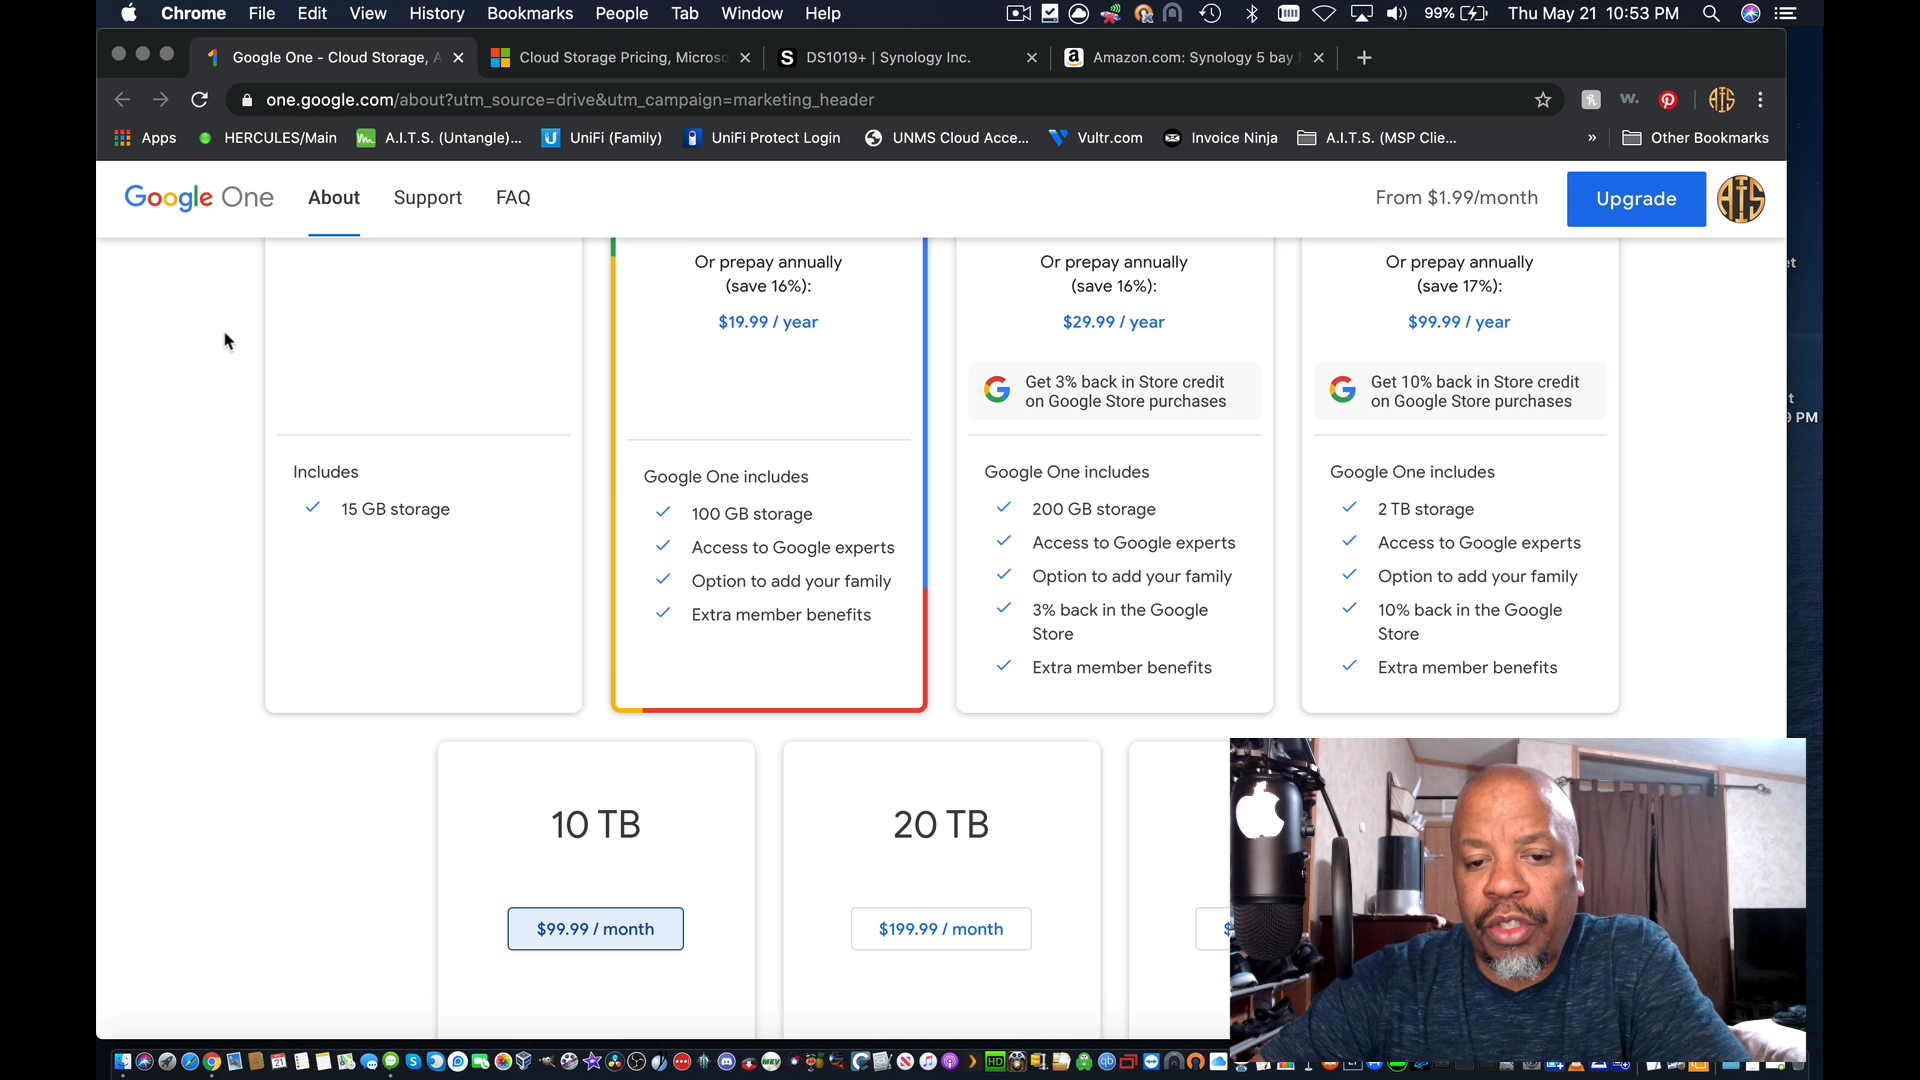 Chrome File Edit View History Bookmarks People Tab Window Help 99% Thu May 21 10:53 PM
Google One - Cloud Storage, A
Cloud Storage Pricing, Microso
DS1019+ | Synology Inc.
Amazon.com: Synology 5 bay
one.google.com/about?utm_source=drive&utm_campaign=marketing_header
Apps HERCULES/Main A.I.T.S. (Untangle)... UniFi (Family) UniFi Protect Login UNMS Cloud Acce... Vultr.com Invoice Ninja A.I.T.S. (MSP Clie... » Other Bookmarks
Google One About Support FAQ From $1.99/month Upgrade AIS
Includes
15 GB storage
Or prepay annually
(save 16%):
$19.99 / year
Google One includes
100 GB storage
Access to Google experts
Option to add your family
Extra member benefits
Or prepay annually
(save 16%):
$29.99 / year
Get 3% back in Store credit
on Google Store purchases
Google One includes
200 GB storage
Access to Google experts
Option to add your family
3% back in the Google
Store
Extra member benefits
Or prepay annually
(save 17%):
$99.99 / year
Get 10% back in Store credit
on Google Store purchases
Google One includes
2 TB storage
Access to Google experts
Option to add your family
10% back in the Google
Store
Extra member benefits
10 TB
$99.99 / month
20 TB
$199.99 / month